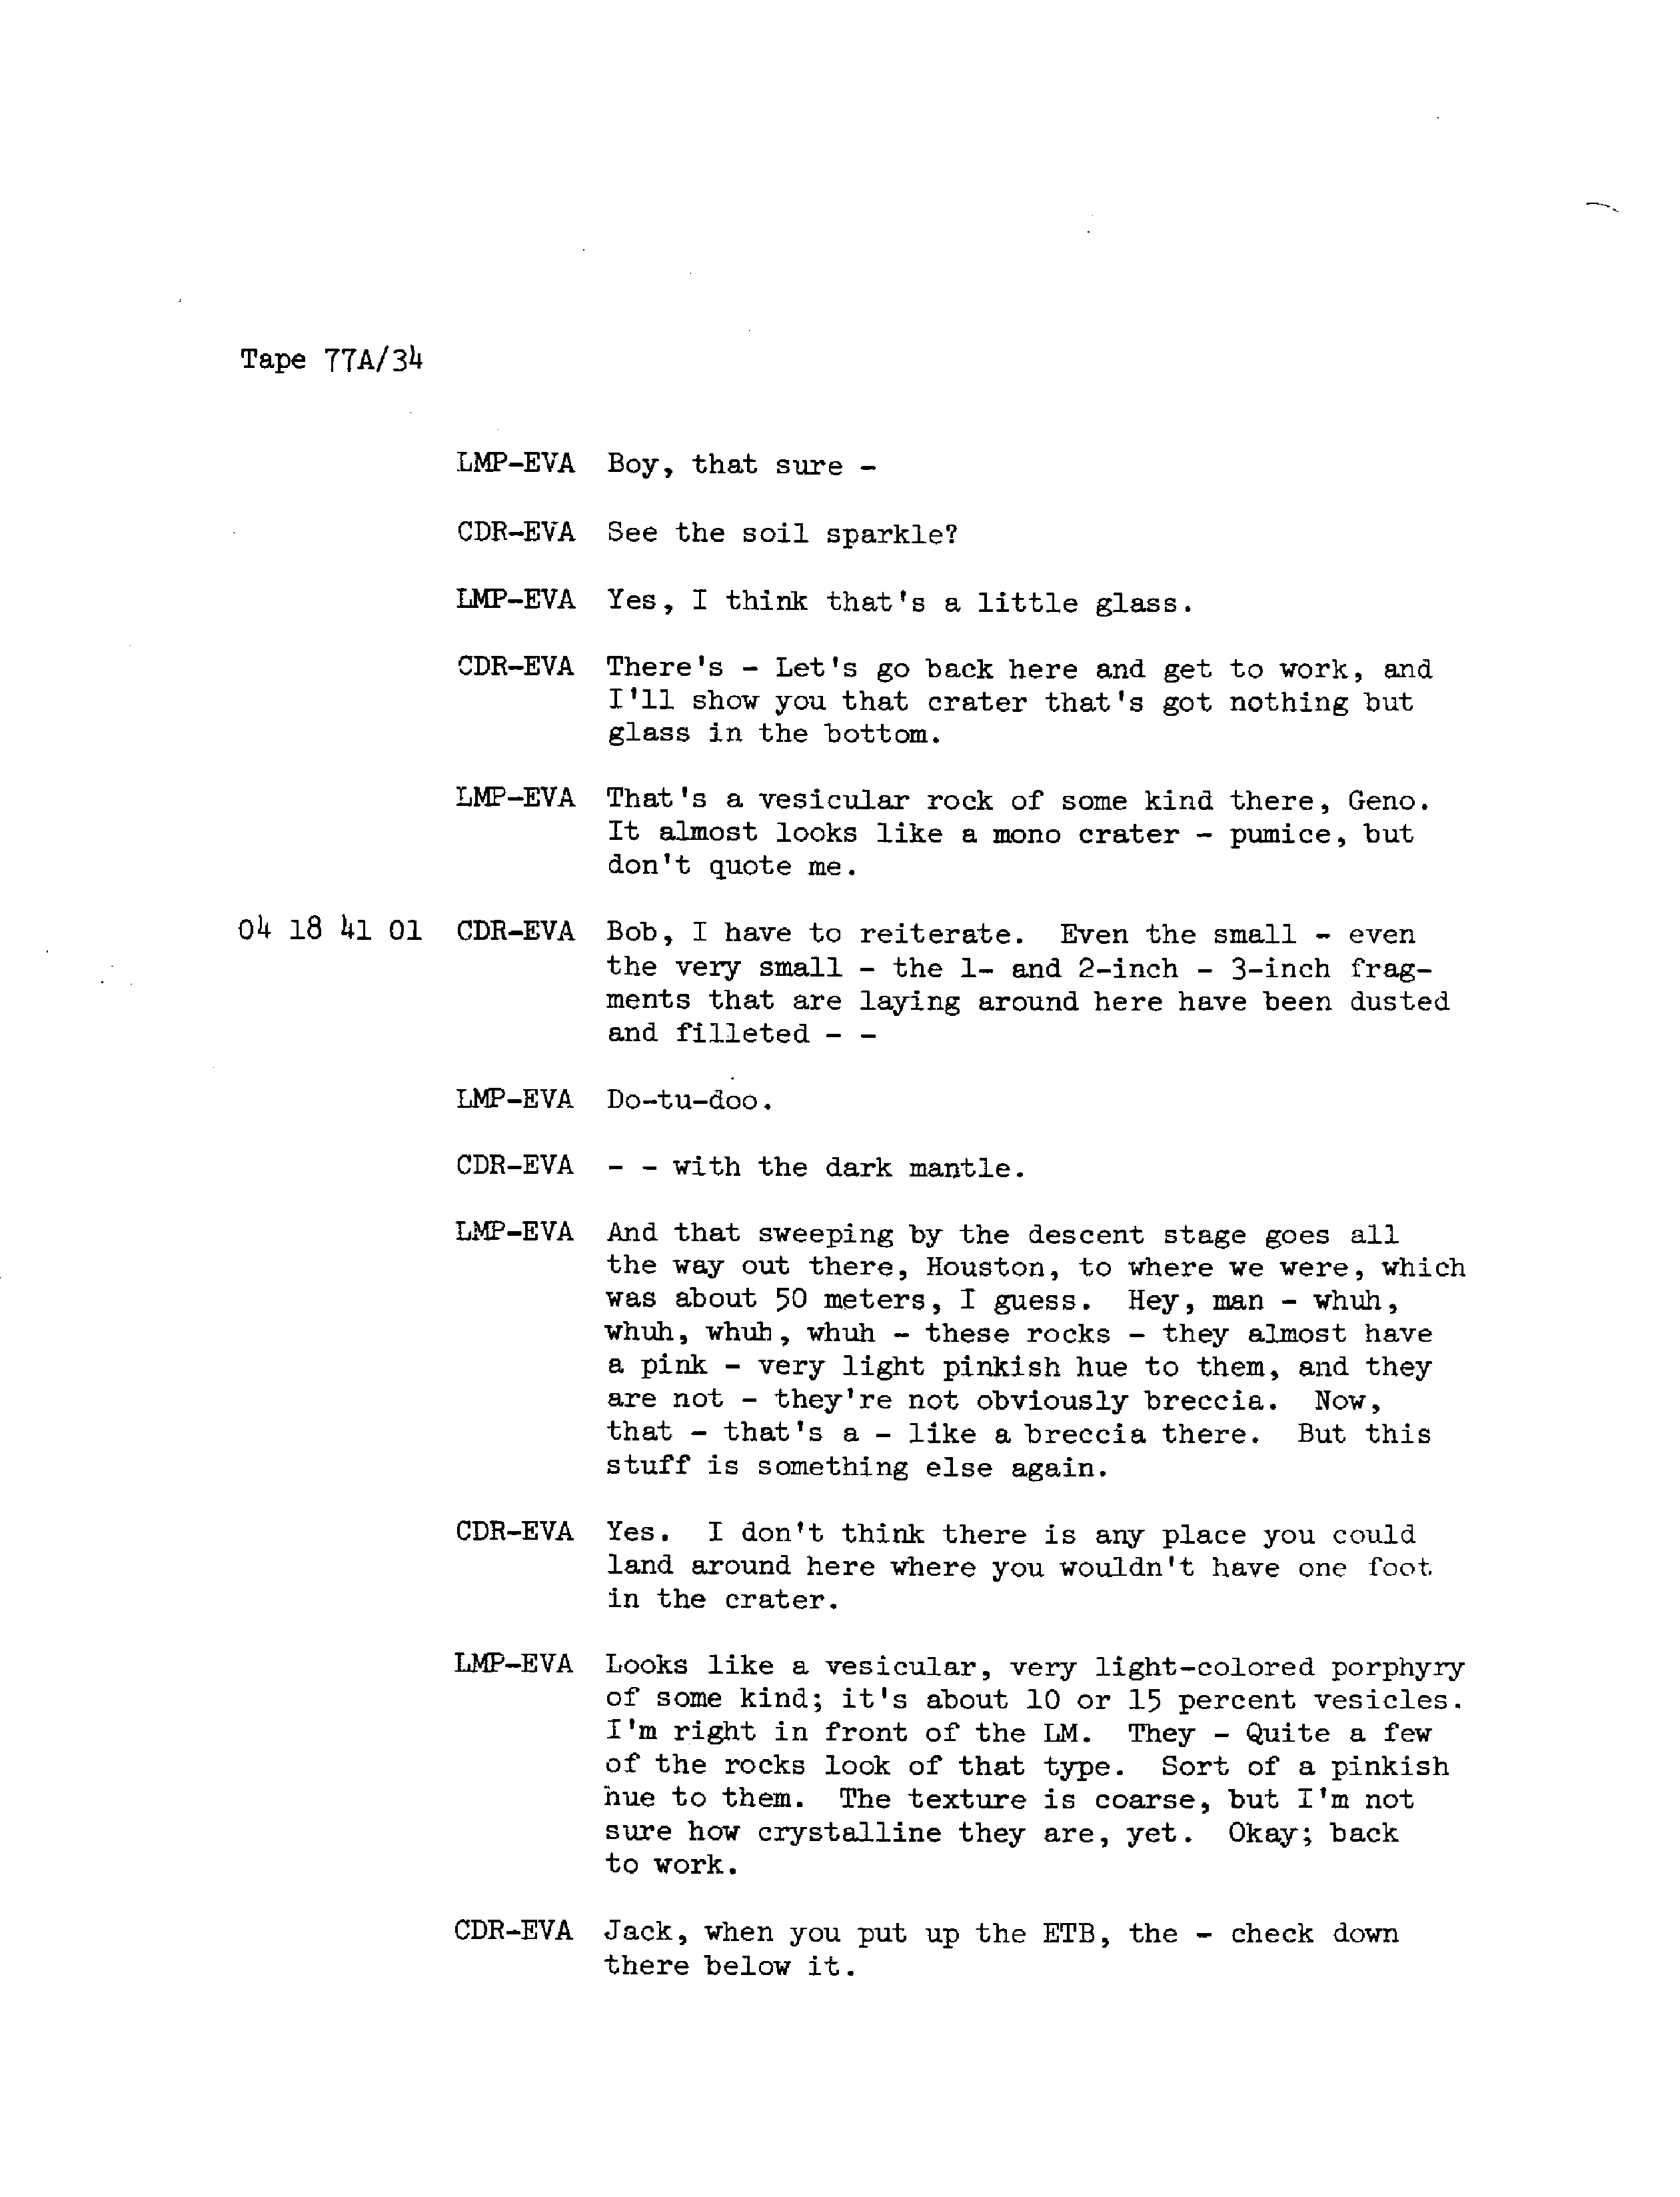 Tape 77A/34
LMP-EVA Boy, that sure -
CDR-EVA See the soil sparkle?
LMP-EVA Yes, I think that's a little glass.
CDR-EVA There's - Let's go back here and get to work, and
I'll show you that crater that's got nothing but
glass in the bottom.
LMP-EVA That's a vesicular rock of some kind there, Geno.
It almost looks like a mono crater - pumice, but
don't quote me.
04 18 41 01 CDR-EVA Bob, I have to reiterate. Even the small - even
the very small - the 1- and 2-inch - 3-inch frag-
ments that are laying around here have been dusted
and filleted - -
LMP-EVA Do-tu-doo.
CDR-EVA - - with the dark mantle.
LMP-EVA And that sweeping by the descent stage goes all
the way out there, Houston, to where we were, which
was about 50 meters, I guess. Hey, man - whuh,
whuh, whuh, whuh - these rocks - they almost have
a pink - very light pinkish hue to them, and they
are not - they're not obviously breccia. Now,
that - that's a - like a breccia there. But this
stuff is something else again.
CDR-EVA Yes. I don't think there is any place you could
land around here where you wouldn't have one foot
in the crater.
LMP-EVA Looks like a vesicular, very light-colored porphyry
of some kind; it's about 10 or 15 percent vesicles.
I'm right in front of the LM. They - Quite a few
of the rocks look of that type. Sort of a pinkish
hue to them. The texture is coarse, but I'm not
sure how crystalline they are, yet. Okay; back
to work.
CDR-EVA Jack, when you put up the ETB, the - check down
there below it.